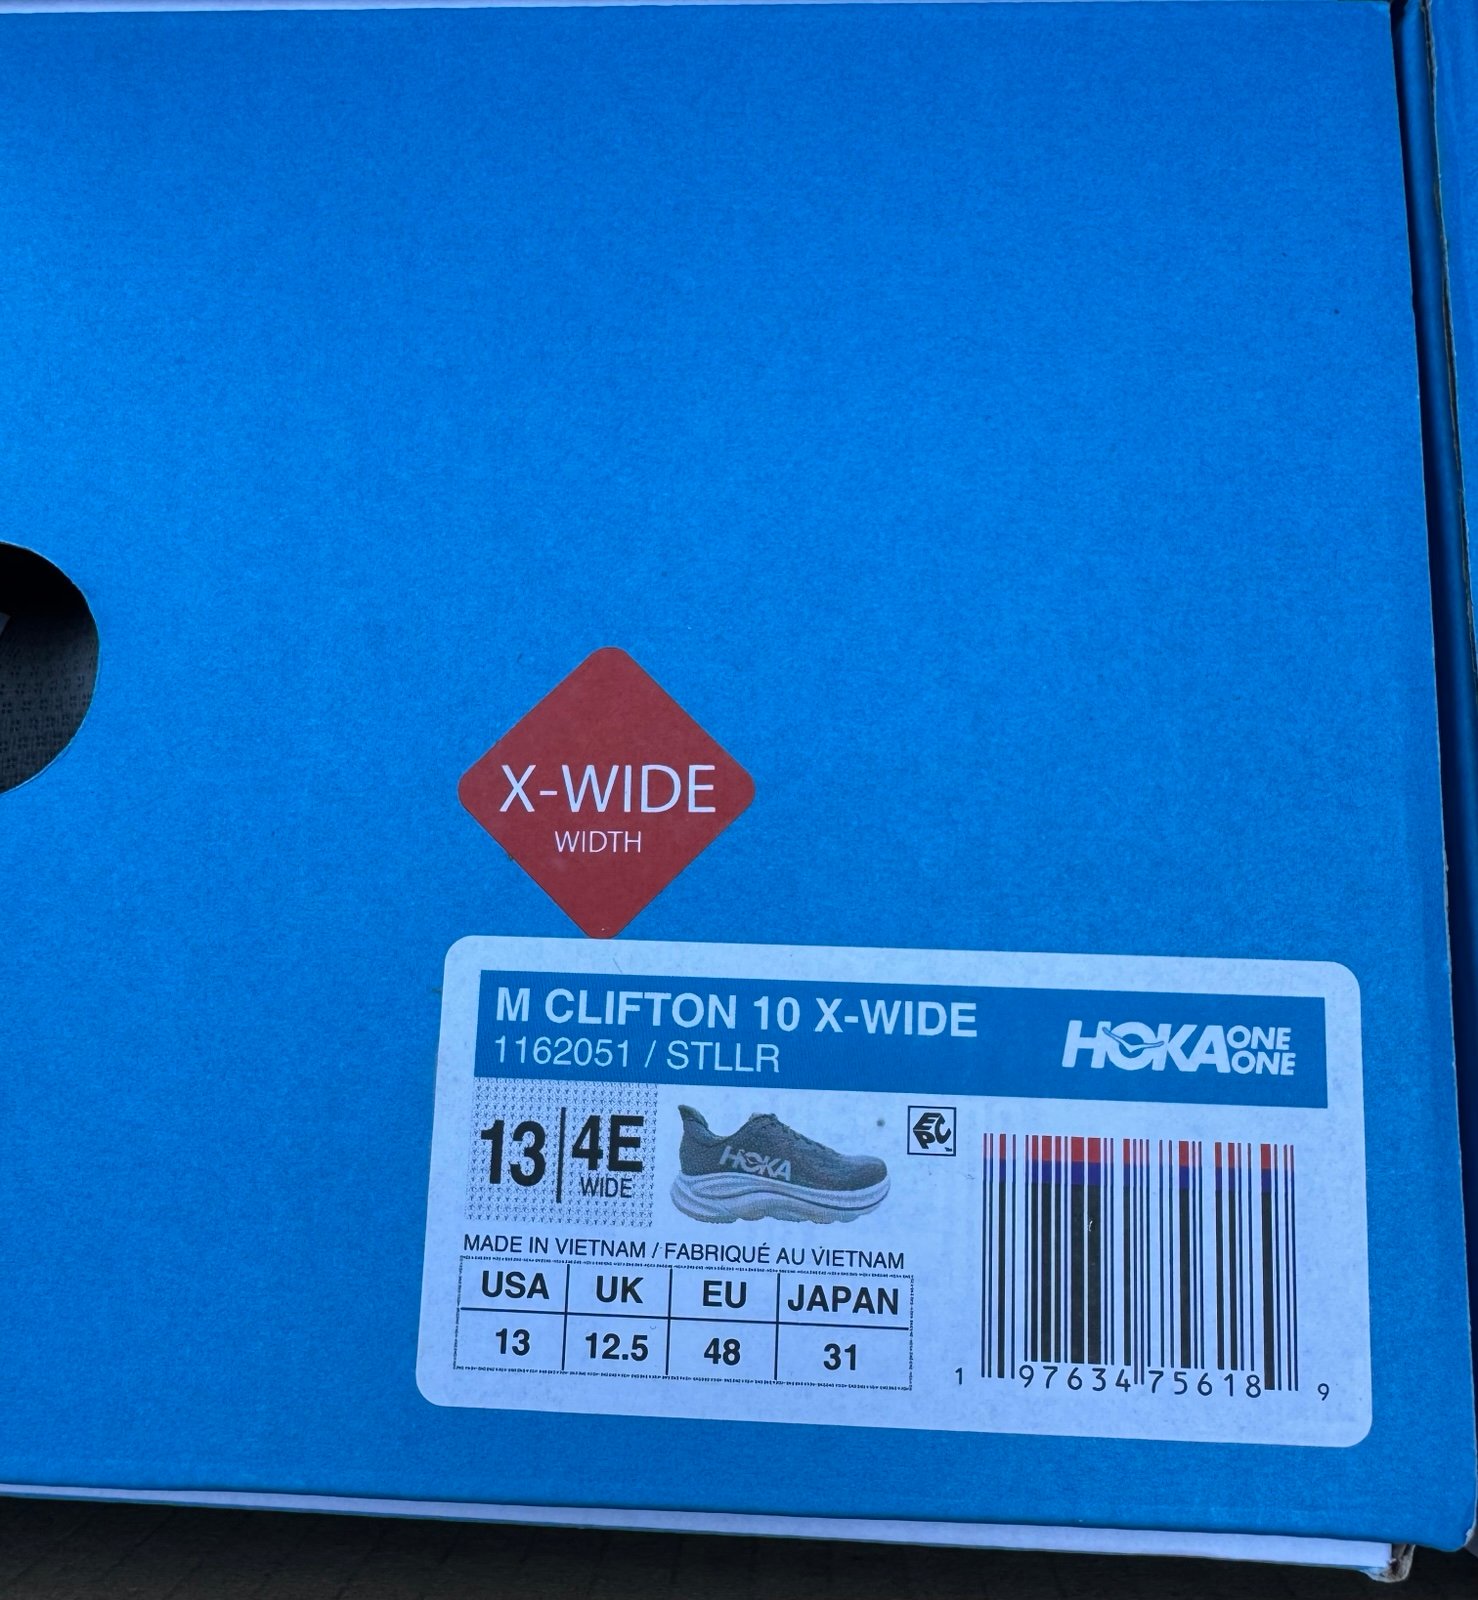 X-WIDE
WIDTH
M CLIFTON 10 X-WIDE
1162051 / STLLR
HOKA ONE ONE
13 4E
WIDE
HOKA
EPC
MADE IN VIETNAM / FABRIQUÉ AU VIETNAM
USA UK EU JAPAN
13 12.5 48 31
1 97634 75618 9